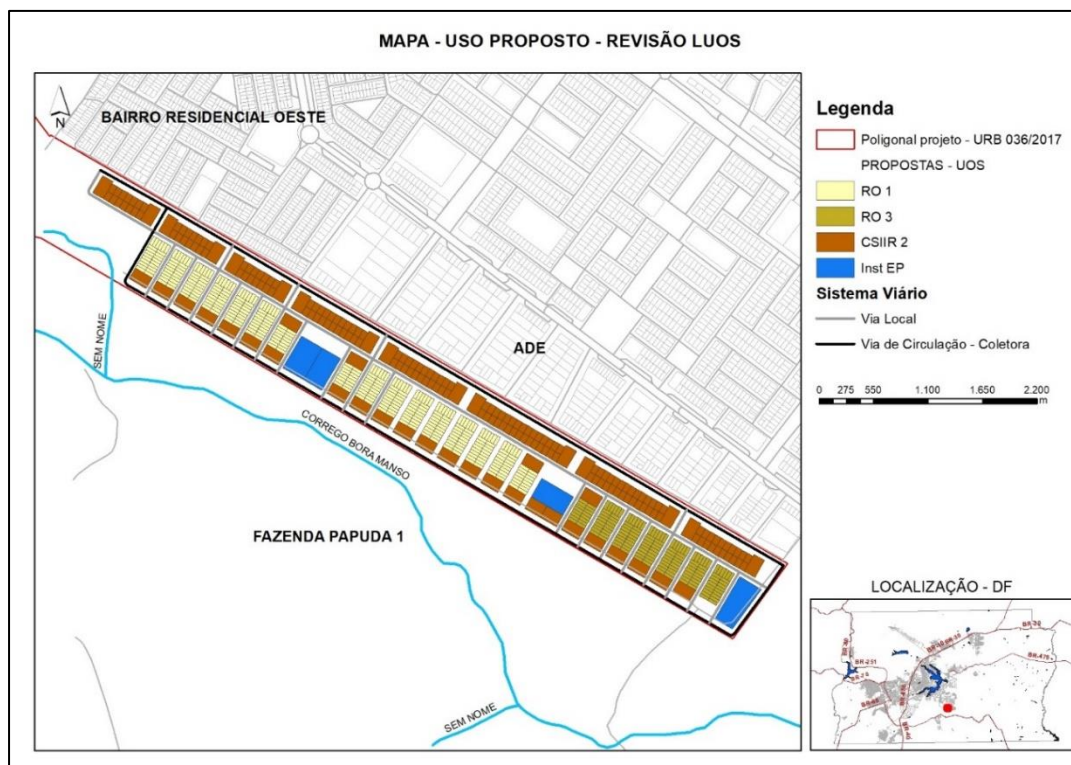 MAPA - USO PROPOSTO - REVISÃO LUOS
N
BAIRRO RESIDENCIAL OESTE
SEM NOME
ADE
CORREGO BORA MANSO
FAZENDA PAPUDA 1
SEM NOME
Legenda
Poligonal projeto - URB 036/2017
PROPOSTAS - UOS
RO 1
RO 3
CSIIR 2
Inst EP
Sistema Viário
Via Local
Via de Circulação - Coletora
0 275 550 1.100 1.650 2.200
m
LOCALIZAÇÃO - DF
BR-251